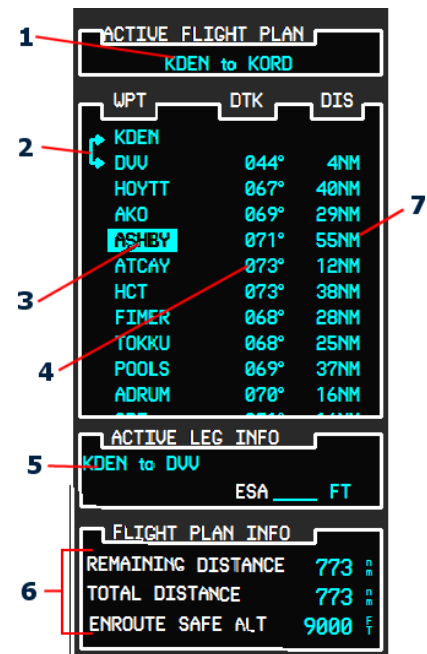 ACTIVE FLIGHT PLAN
1
KDEN to KORD
WPT DTK DIS
KDEN
2
DVV 044° 4NM
HOYTT 067° 40NM
7
AKO 069° 29NM
ASHBY 071° 55NM
ATCAY 073° 12NM
3
HCT 073° 38NM
FIMER 068° 28NM
TOKKU 068° 25NM
4
POOLS 069° 37NM
ADRUM 070° 16NM
ACTIVE LEG INFO
5
KDEN to DVV
ESA ____ FT
FLIGHT PLAN INFO
REMAINING DISTANCE 773 nm
6
TOTAL DISTANCE 773 nm
ENROUTE SAFE ALT 9000 FT